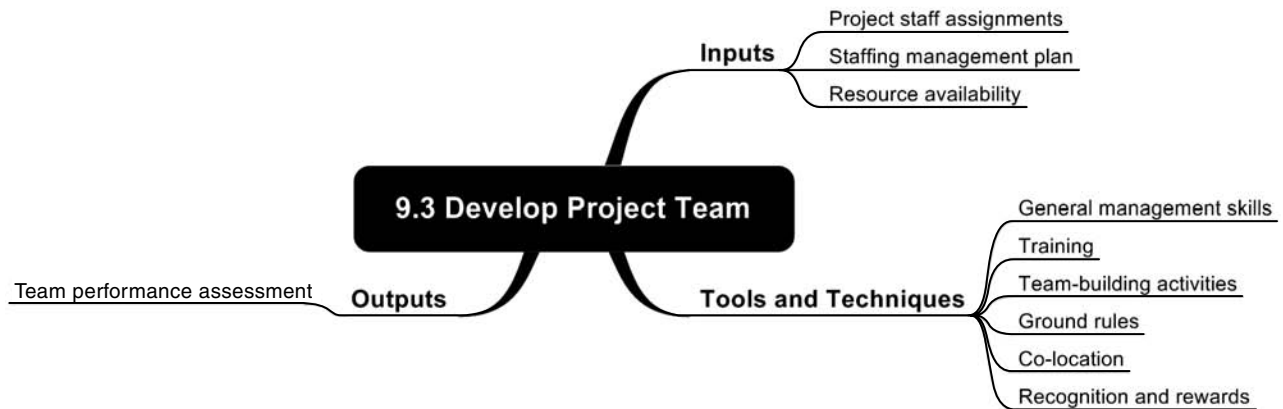 9.3 Develop Project Team
Inputs
Project staff assignments
Staffing management plan
Resource availability
Tools and Techniques
General management skills
Training
Team-building activities
Ground rules
Co-location
Recognition and rewards
Outputs
Team performance assessment